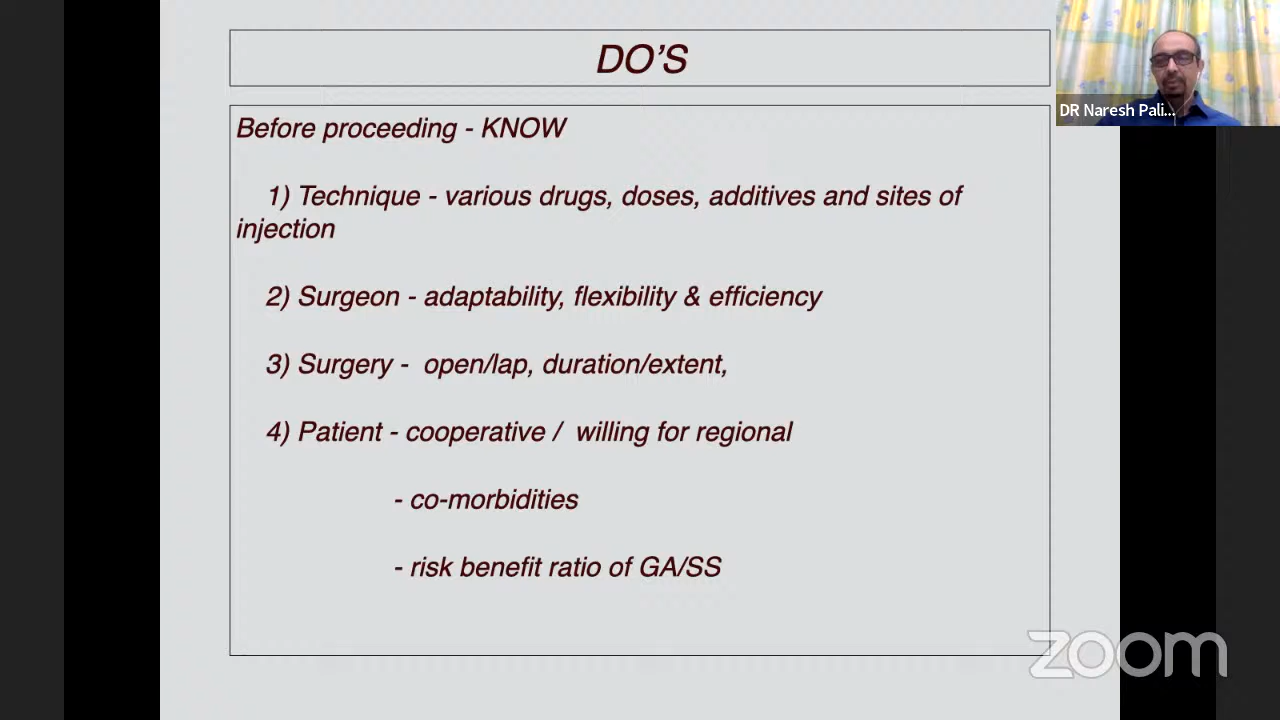 DO'S
Before proceeding - KNOW
1) Technique - various drugs, doses, additives and sites of
injection
2) Surgeon - adaptability, flexibility & efficiency
3) Surgery - open/lap, duration/extent,
4) Patient - cooperative / willing for regional
- co-morbidities
- risk benefit ratio of GA/SS
DR Naresh Pali...
zoom